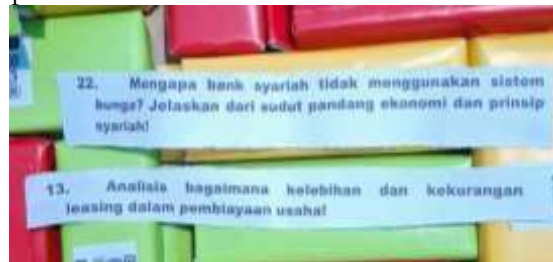 22. Mengapa bank syariah tidak menggunakan sistem
bunga? Jelaskan dari sudut pandang ekonomi dan prinsip
syariah!
13. Analisis bagaimana kelebihan dan kekurangan
leasing dalam pembiayaan usaha!